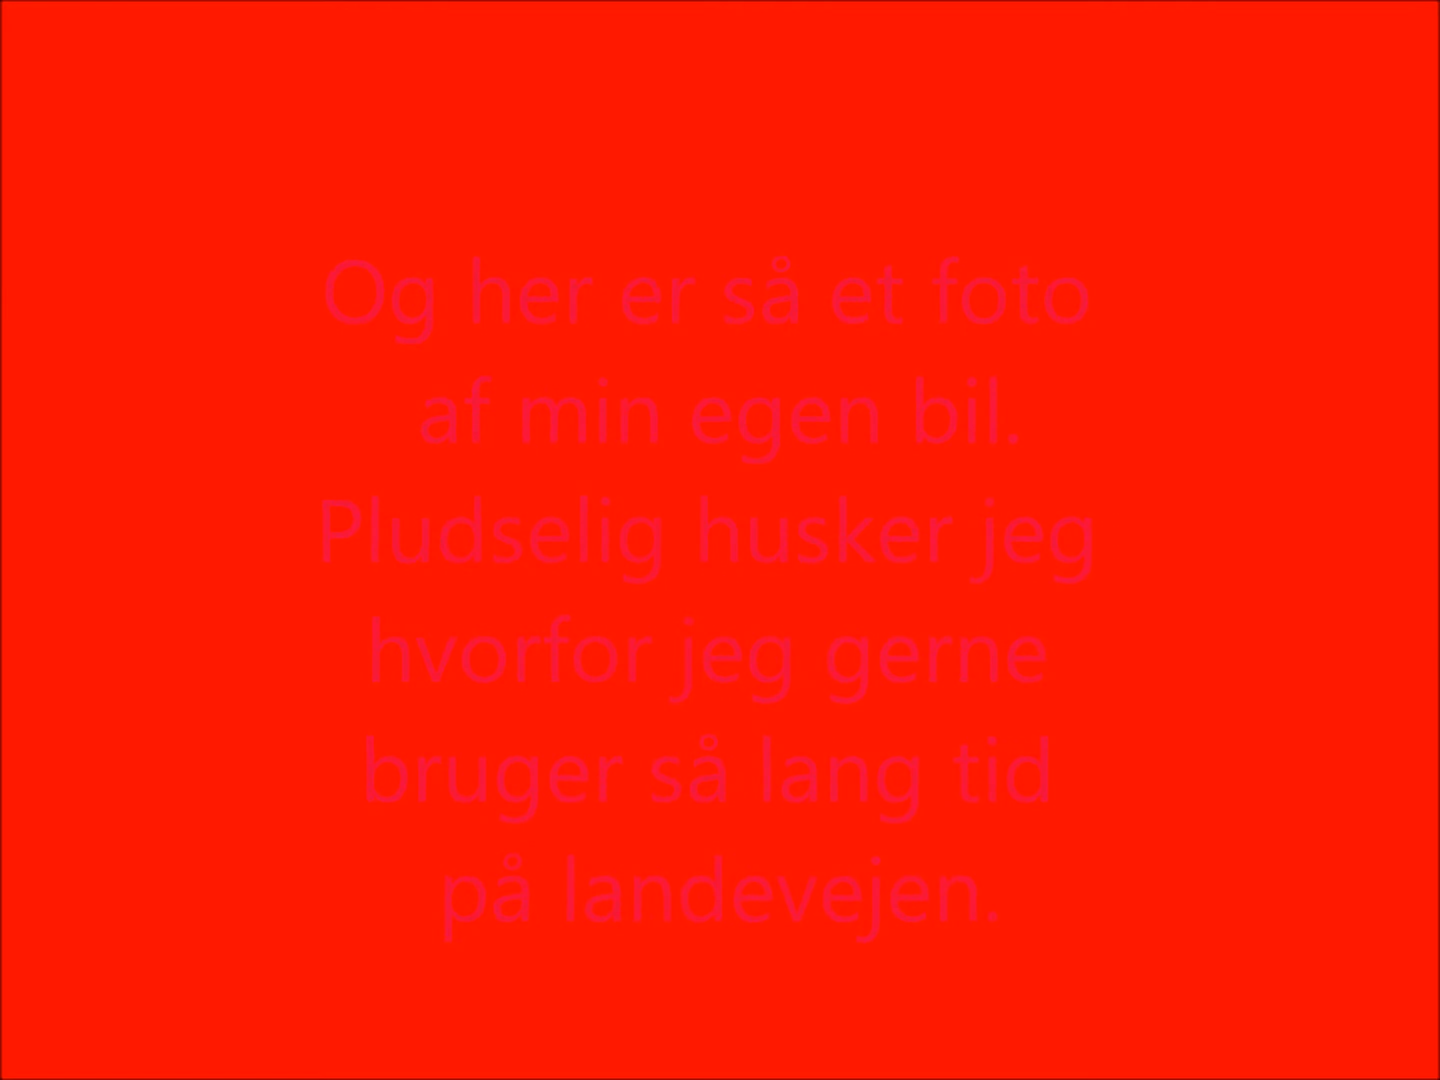 Og her er så et foto
af min egen bil.
Pludselig husker jeg
hvorfor jeg gerne
bruger så lang tid
på landevejen.